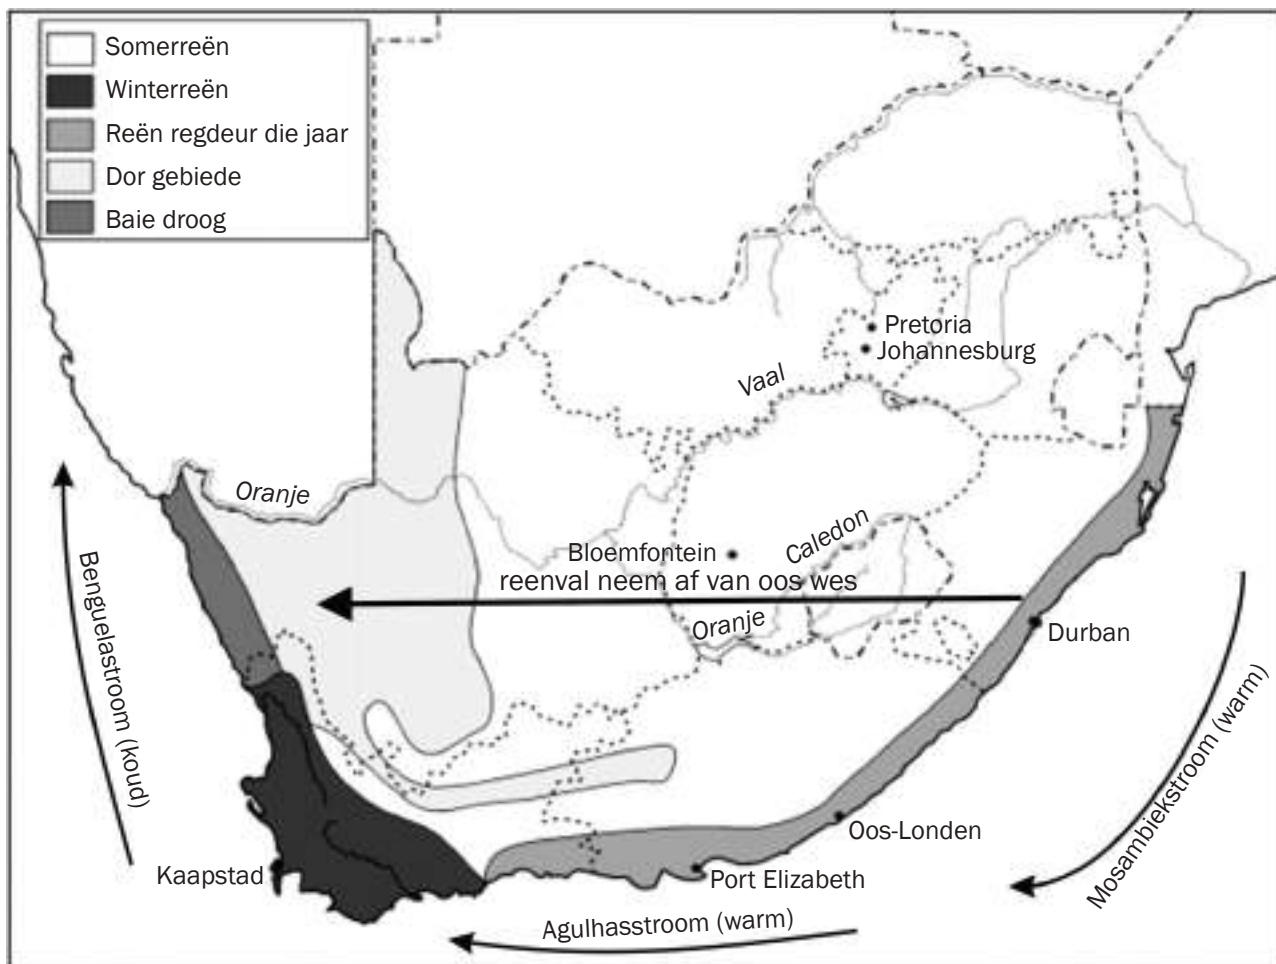 Somerreën
Winterreën
Reën regdeur die jaar
Dor gebiede
Baie droog
Pretoria
Johannesburg
Vaal
Oranje
Caledon
Bloemfontein
reenval neem af van oos wes
Oranje
Durban
Benguelastroom (koud)
Mosambiekstroom (warm)
Oos-Londen
Kaapstad
Port Elizabeth
Agulhasstroom (warm)